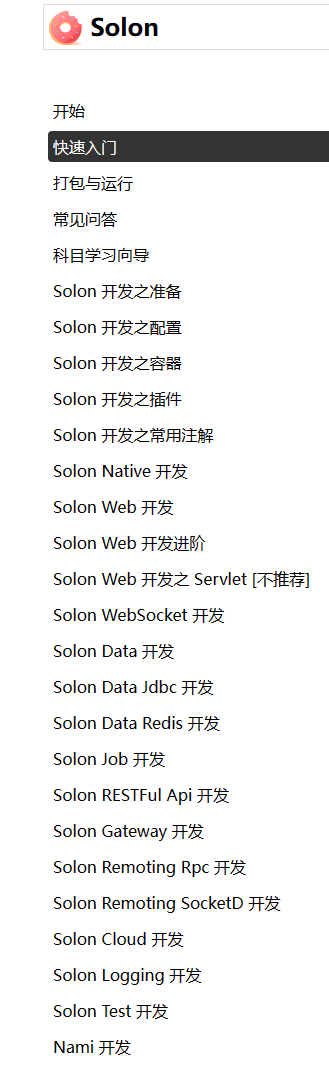 Solon
开始
快速入门
打包与运行
常见问答
科目学习向导
Solon 开发之准备
Solon 开发之配置
Solon 开发之容器
Solon 开发之插件
Solon 开发之常用注解
Solon Native 开发
Solon Web 开发
Solon Web 开发进阶
Solon Web 开发之 Servlet [不推荐]
Solon WebSocket 开发
Solon Data 开发
Solon Data Jdbc 开发
Solon Data Redis 开发
Solon Job 开发
Solon RESTFul Api 开发
Solon Gateway 开发
Solon Remoting Rpc 开发
Solon Remoting SocketD 开发
Solon Cloud 开发
Solon Logging 开发
Solon Test 开发
Nami 开发